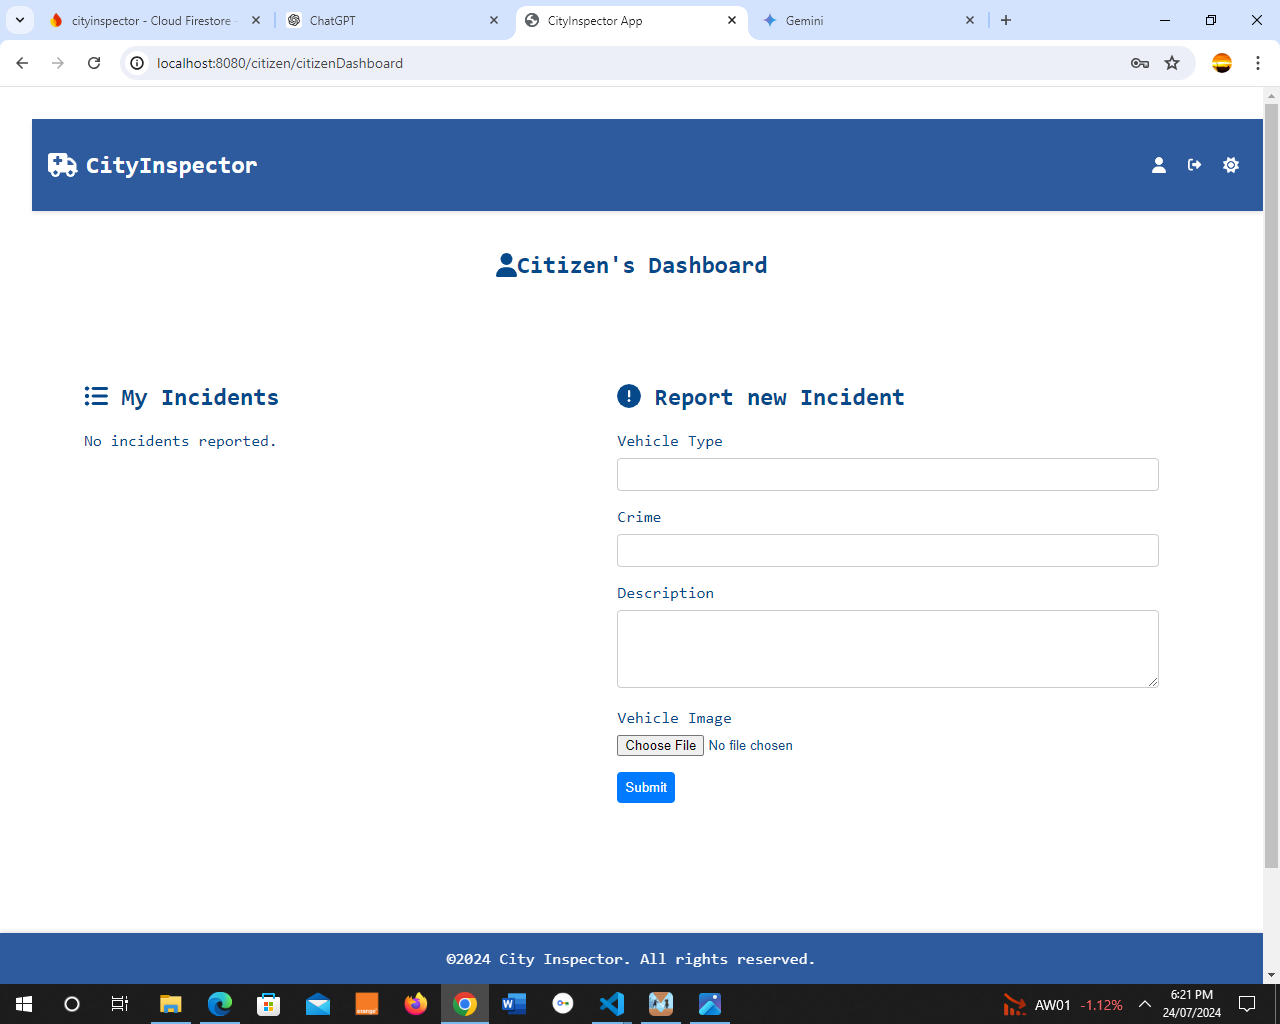 cityinspector - Cloud Firestore -
ChatGPT
CityInspector App
Gemini
localhost:8080/citizen/citizenDashboard
CityInspector
Citizen's Dashboard
My Incidents
No incidents reported.
Report new Incident
Vehicle Type
Crime
Description
Vehicle Image
Choose File No file chosen
Submit
©2024 City Inspector. All rights reserved.
orange
AW01 -1.12%
6:21 PM
24/07/2024